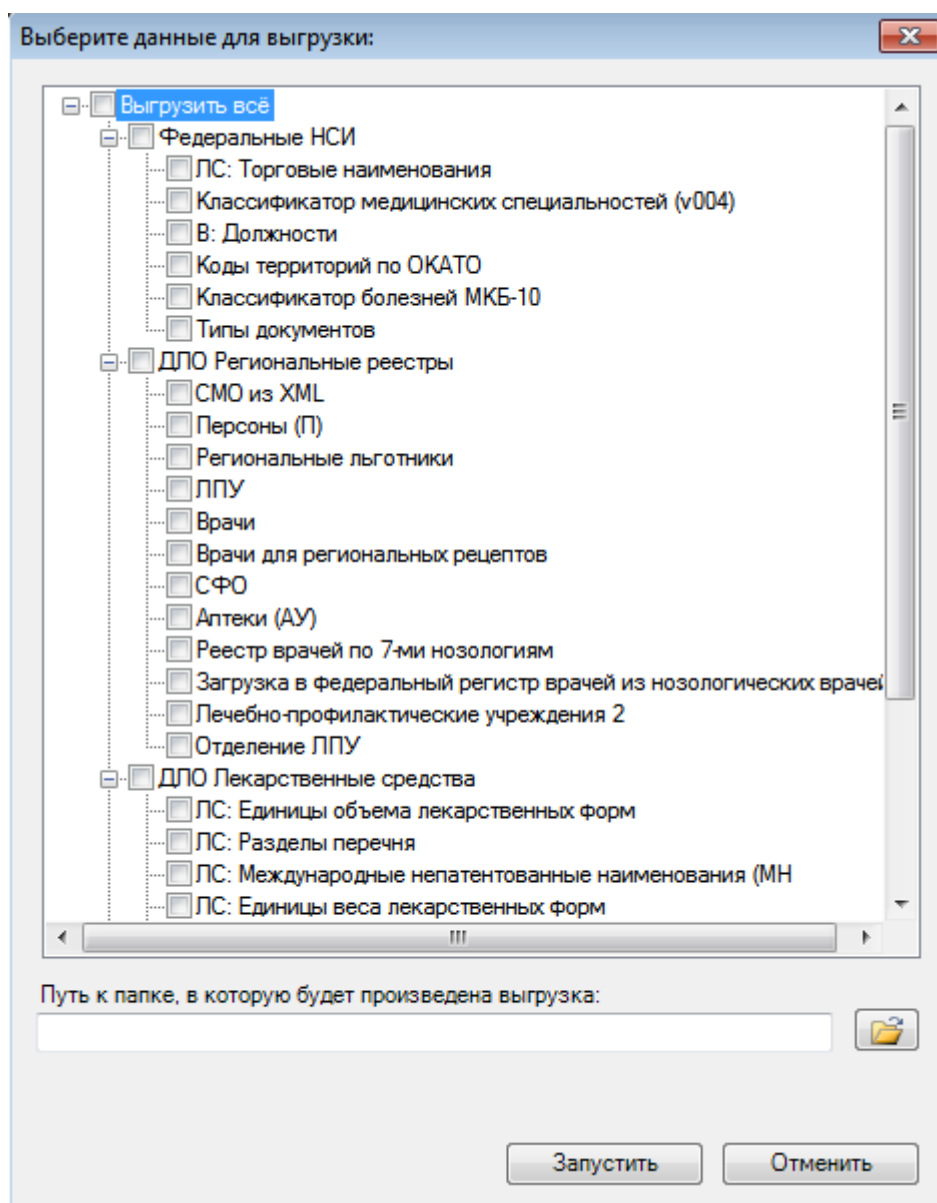 Выберите данные для выгрузки:
Выгрузить всё
Федеральные НСИ
ЛС: Торговые наименования
Классификатор медицинских специальностей (v004)
В: Должности
Коды территорий по ОКАТО
Классификатор болезней МКБ-10
Типы документов
ДЛО Региональные реестры
СМО из XML
Персоны (П)
Региональные льготники
ЛПУ
Врачи
Врачи для региональных рецептов
СФО
Аптеки (АУ)
Реестр врачей по 7-ми нозологиям
Загрузка в федеральный регистр врачей из нозологических врачей
Лечебно-профилактические учреждения 2
Отделение ЛПУ
ДЛО Лекарственные средства
ЛС: Единицы объема лекарственных форм
ЛС: Разделы перечня
ЛС: Международные непатентованные наименования (МН
ЛС: Единицы веса лекарственных форм
Путь к папке, в которую будет произведена выгрузка:
Запустить Отменить